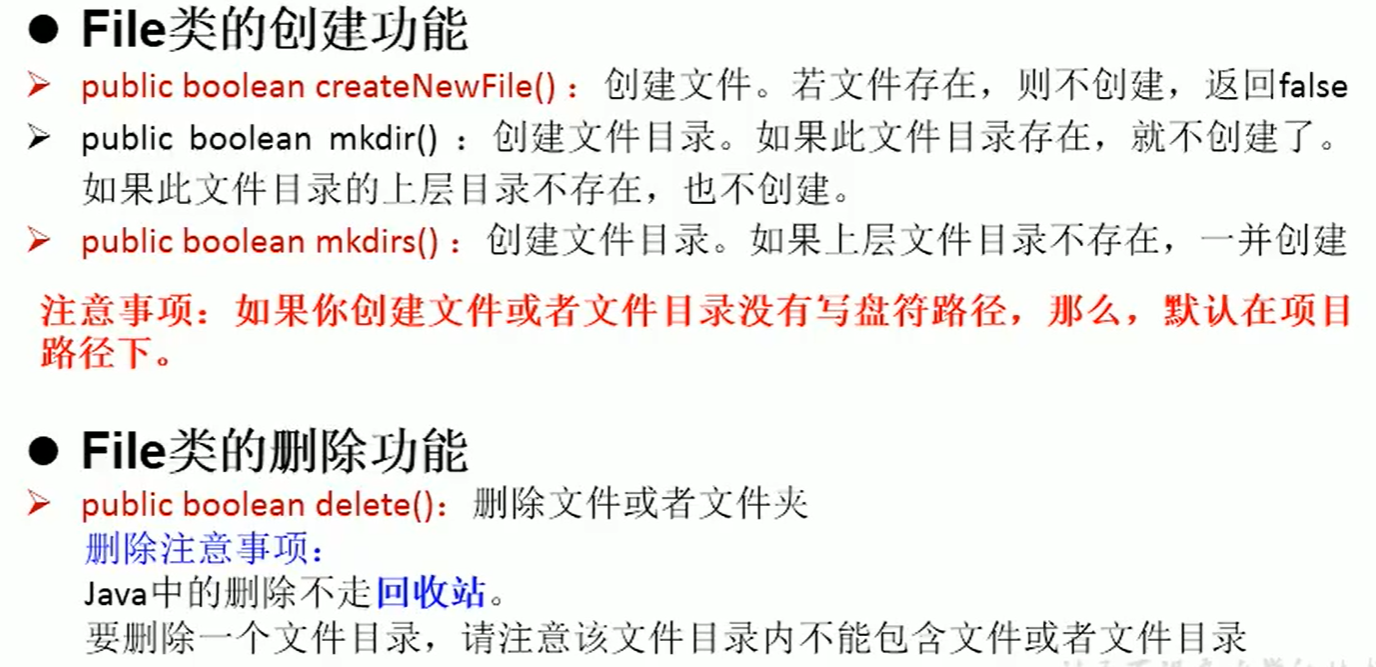 ● File类的创建功能
➢ public boolean createNewFile() ：创建文件。若文件存在，则不创建，返回false
➢ public boolean mkdir() ：创建文件目录。如果此文件目录存在，就不创建了。
如果此文件目录的上层目录不存在，也不创建。
➢ public boolean mkdirs() ：创建文件目录。如果上层文件目录不存在，一并创建
注意事项：如果你创建文件或者文件目录没有写盘符路径，那么，默认在项目
路径下。
● File类的删除功能
➢ public boolean delete()：删除文件或者文件夹
删除注意事项：
Java中的删除不走回收站。
要删除一个文件目录，请注意该文件目录内不能包含文件或者文件目录